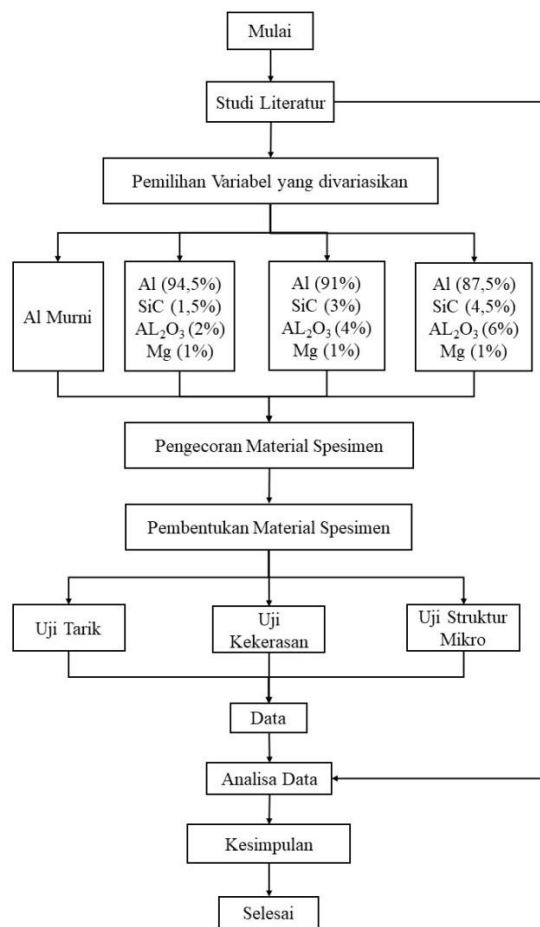 Mulai
Studi Literatur
Pemilihan Variabel yang divariasikan
Al Murni
Al (94,5%)
SiC (1,5%)
AL₂O₃ (2%)
Mg (1%)
Al (91%)
SiC (3%)
AL₂O₃ (4%)
Mg (1%)
Al (87,5%)
SiC (4,5%)
AL₂O₃ (6%)
Mg (1%)
Pengecoran Material Spesimen
Pembentukan Material Spesimen
Uji Tarik
Uji
Kekerasan
Uji Struktur
Mikro
Data
Analisa Data
Kesimpulan
Selesai